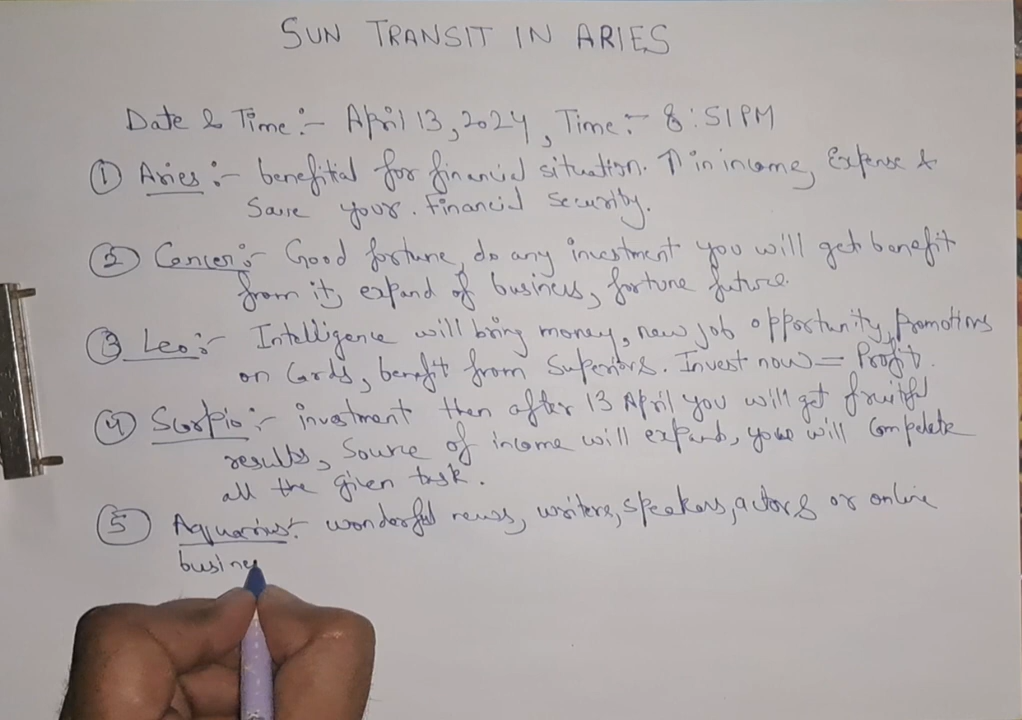 SUN TRANSIT IN ARIES
Date & Time :- April 13, 2024, Time :- 8:51PM
① Aries :- benefitial for financial situation. ↑ in income, Expense &
Save your. Financial security.
② Cancer :- Good fortune, do any investment you will get benefit
from it, expand of business, fortune future.
③ Leo :- Intelligence will bring money, new job opportunity, promotions
on Cards, benefit from Superiors. Invest now = Profit.
④ Scorpio :- investment then after 13 April you will get fruitful
results, Source of income will expand, you will Compelete
all the given task.
⑤ Aquarius :- wonderful news, writers, speakers, actors or online
busine